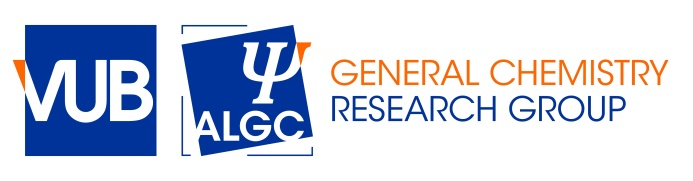 VUB
Ψ
ALGC
GENERAL CHEMISTRY
RESEARCH GROUP